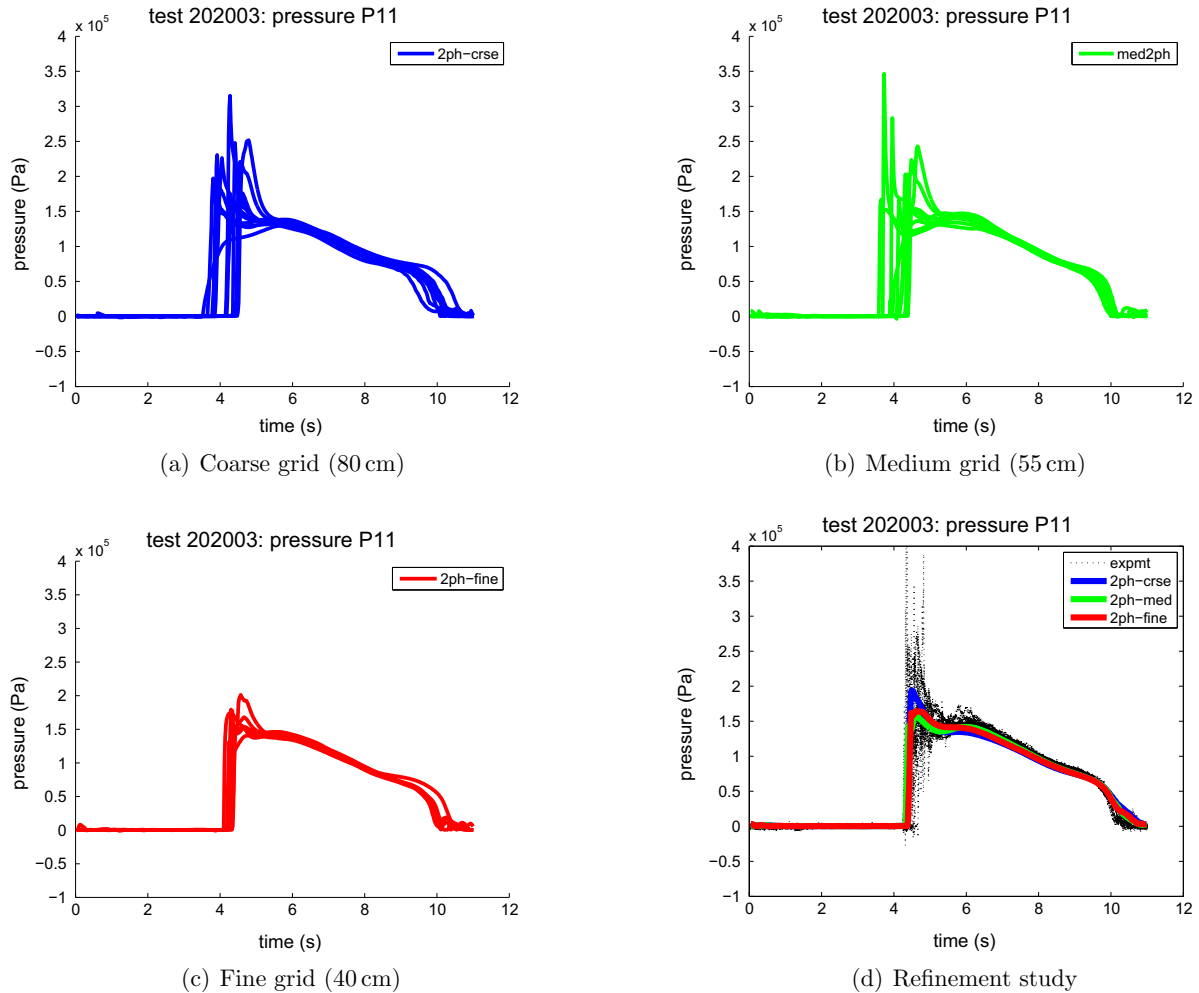 test 202003: pressure P11
x 10^5
4
3.5
3
2.5
2
1.5
1
0.5
0
−0.5
−1
0 2 4 6 8 10 12
pressure (Pa)
time (s)
2ph−crse
(a) Coarse grid (80 cm)
test 202003: pressure P11
x 10^5
4
3.5
3
2.5
2
1.5
1
0.5
0
−0.5
−1
0 2 4 6 8 10 12
pressure (Pa)
time (s)
med2ph
(b) Medium grid (55 cm)
test 202003: pressure P11
x 10^5
4
3.5
3
2.5
2
1.5
1
0.5
0
−0.5
−1
0 2 4 6 8 10 12
pressure (Pa)
time (s)
2ph−fine
(c) Fine grid (40 cm)
test 202003: pressure P11
x 10^5
4
3.5
3
2.5
2
1.5
1
0.5
0
−0.5
−1
0 2 4 6 8 10 12
pressure (Pa)
time (s)
expmt
2ph−crse
2ph−med
2ph−fine
(d) Refinement study